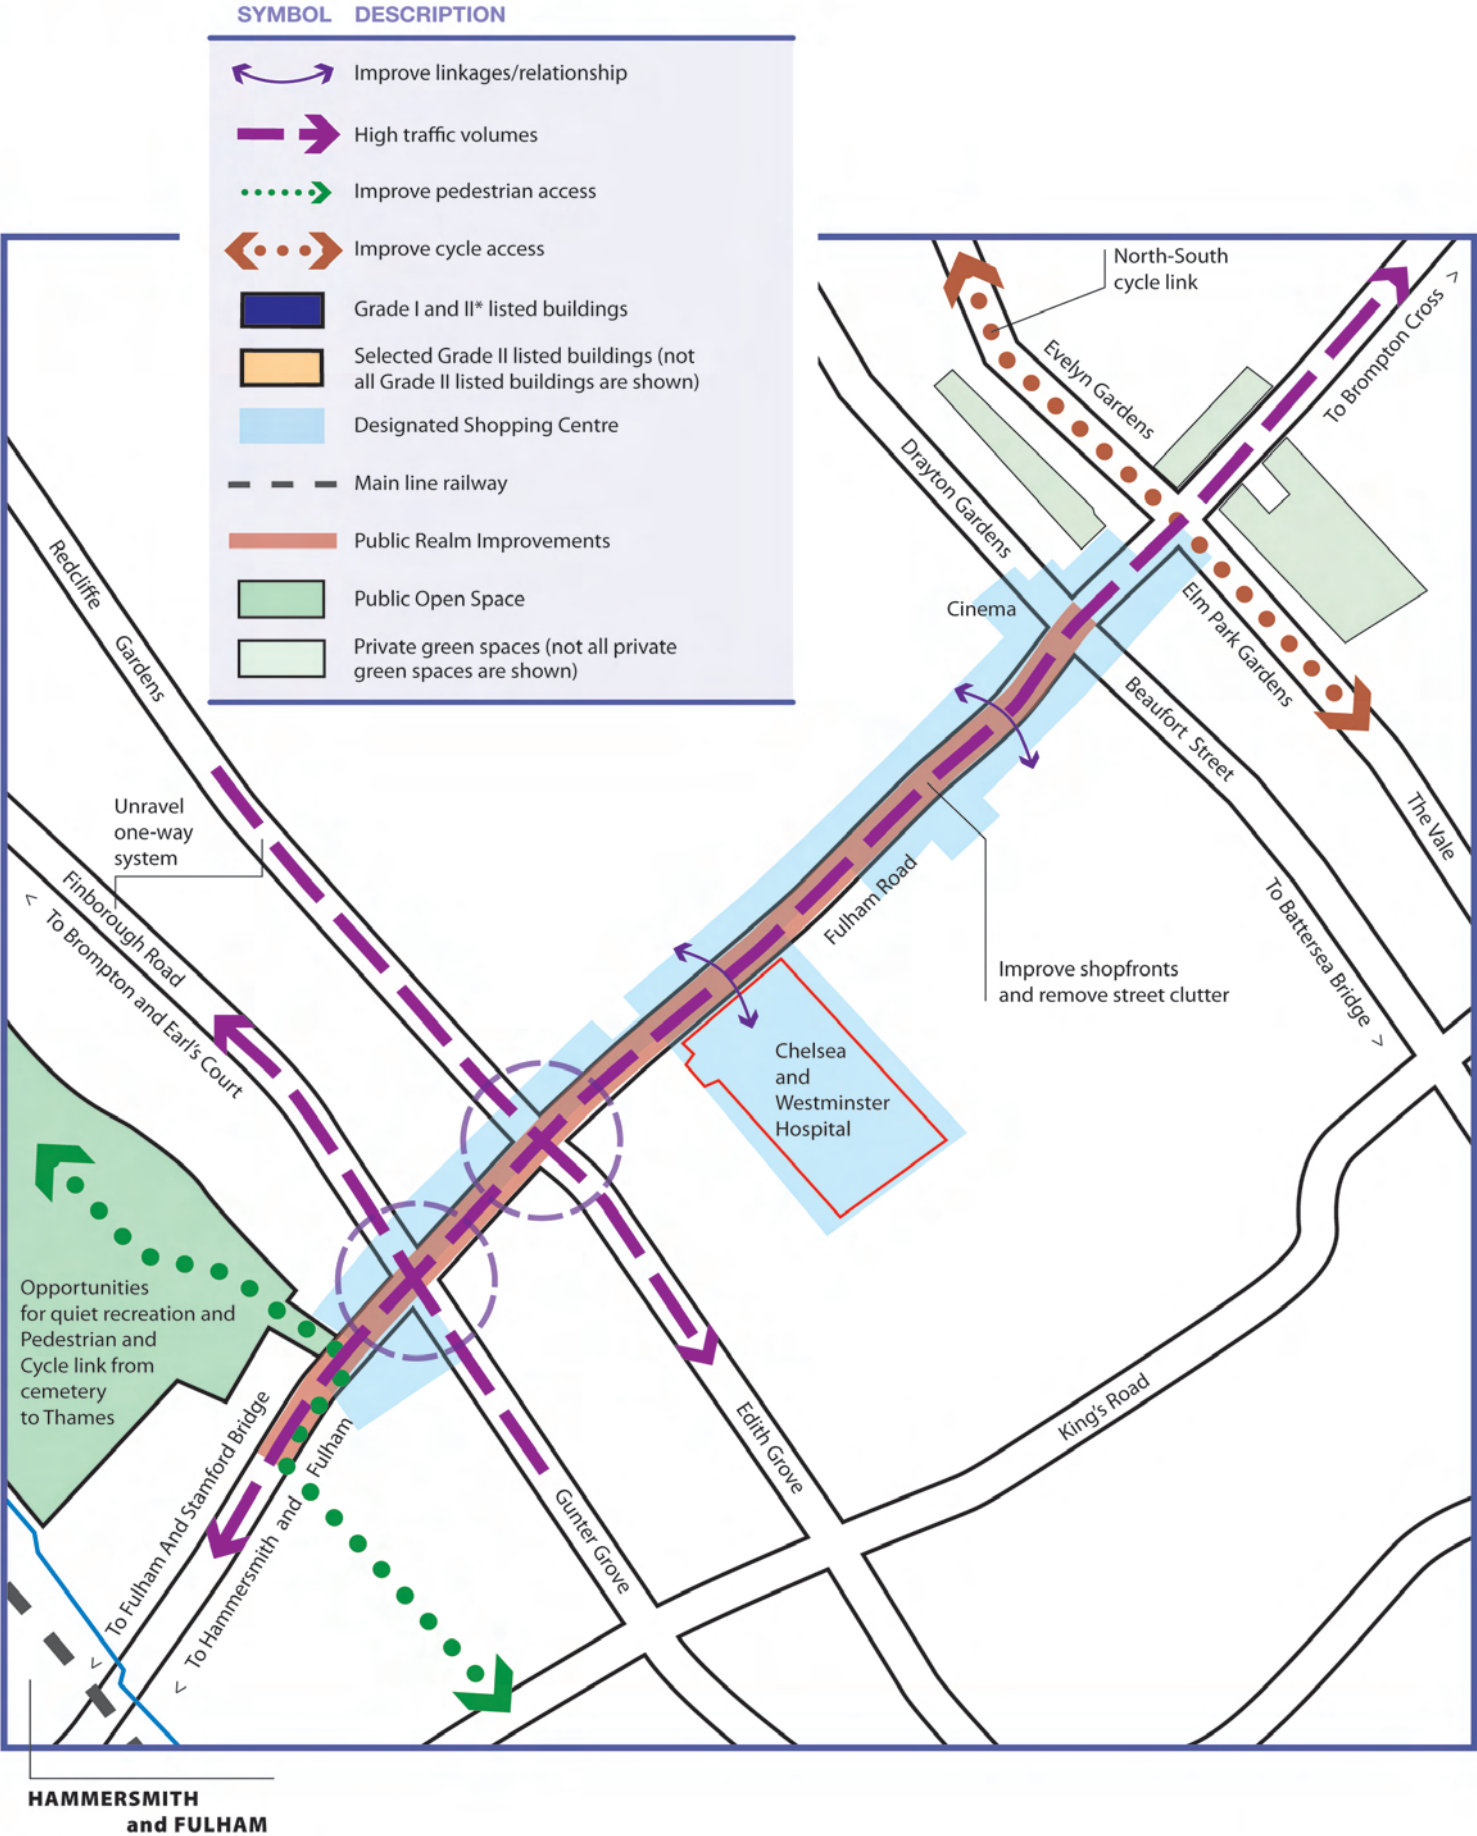 SYMBOL DESCRIPTION
Improve linkages/relationship
High traffic volumes
Improve pedestrian access
Improve cycle access
Grade I and II* listed buildings
Selected Grade II listed buildings (not
all Grade II listed buildings are shown)
Designated Shopping Centre
Main line railway
Public Realm Improvements
Public Open Space
Private green spaces (not all private
green spaces are shown)
North-South
cycle link
To Brompton Cross >
Evelyn Gardens
Drayton Gardens
Cinema
Elm Park Gardens
Beaufort Street
The Vale
To Battersea Bridge >
Redcliffe Gardens
Unravel
one-way
system
Finborough Road
< To Brompton and Earl's Court
Fulham Road
Improve shopfronts
and remove street clutter
Chelsea
and
Westminster
Hospital
Opportunities
for quiet recreation and
Pedestrian and
Cycle link from
cemetery
to Thames
< To Fulham And Stamford Bridge
< To Hammersmith and Fulham
Gunter Grove
Edith Grove
King's Road
HAMMERSMITH
and FULHAM